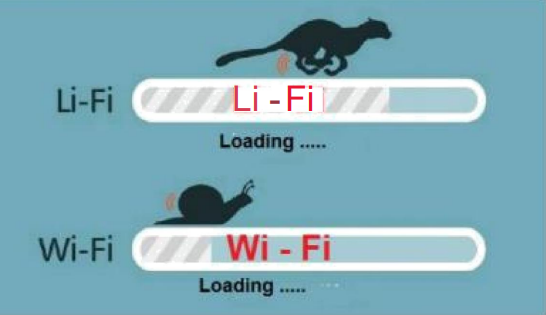 Li-Fi Li - Fi
Loading .....
Wi-Fi Wi - Fi
Loading .....